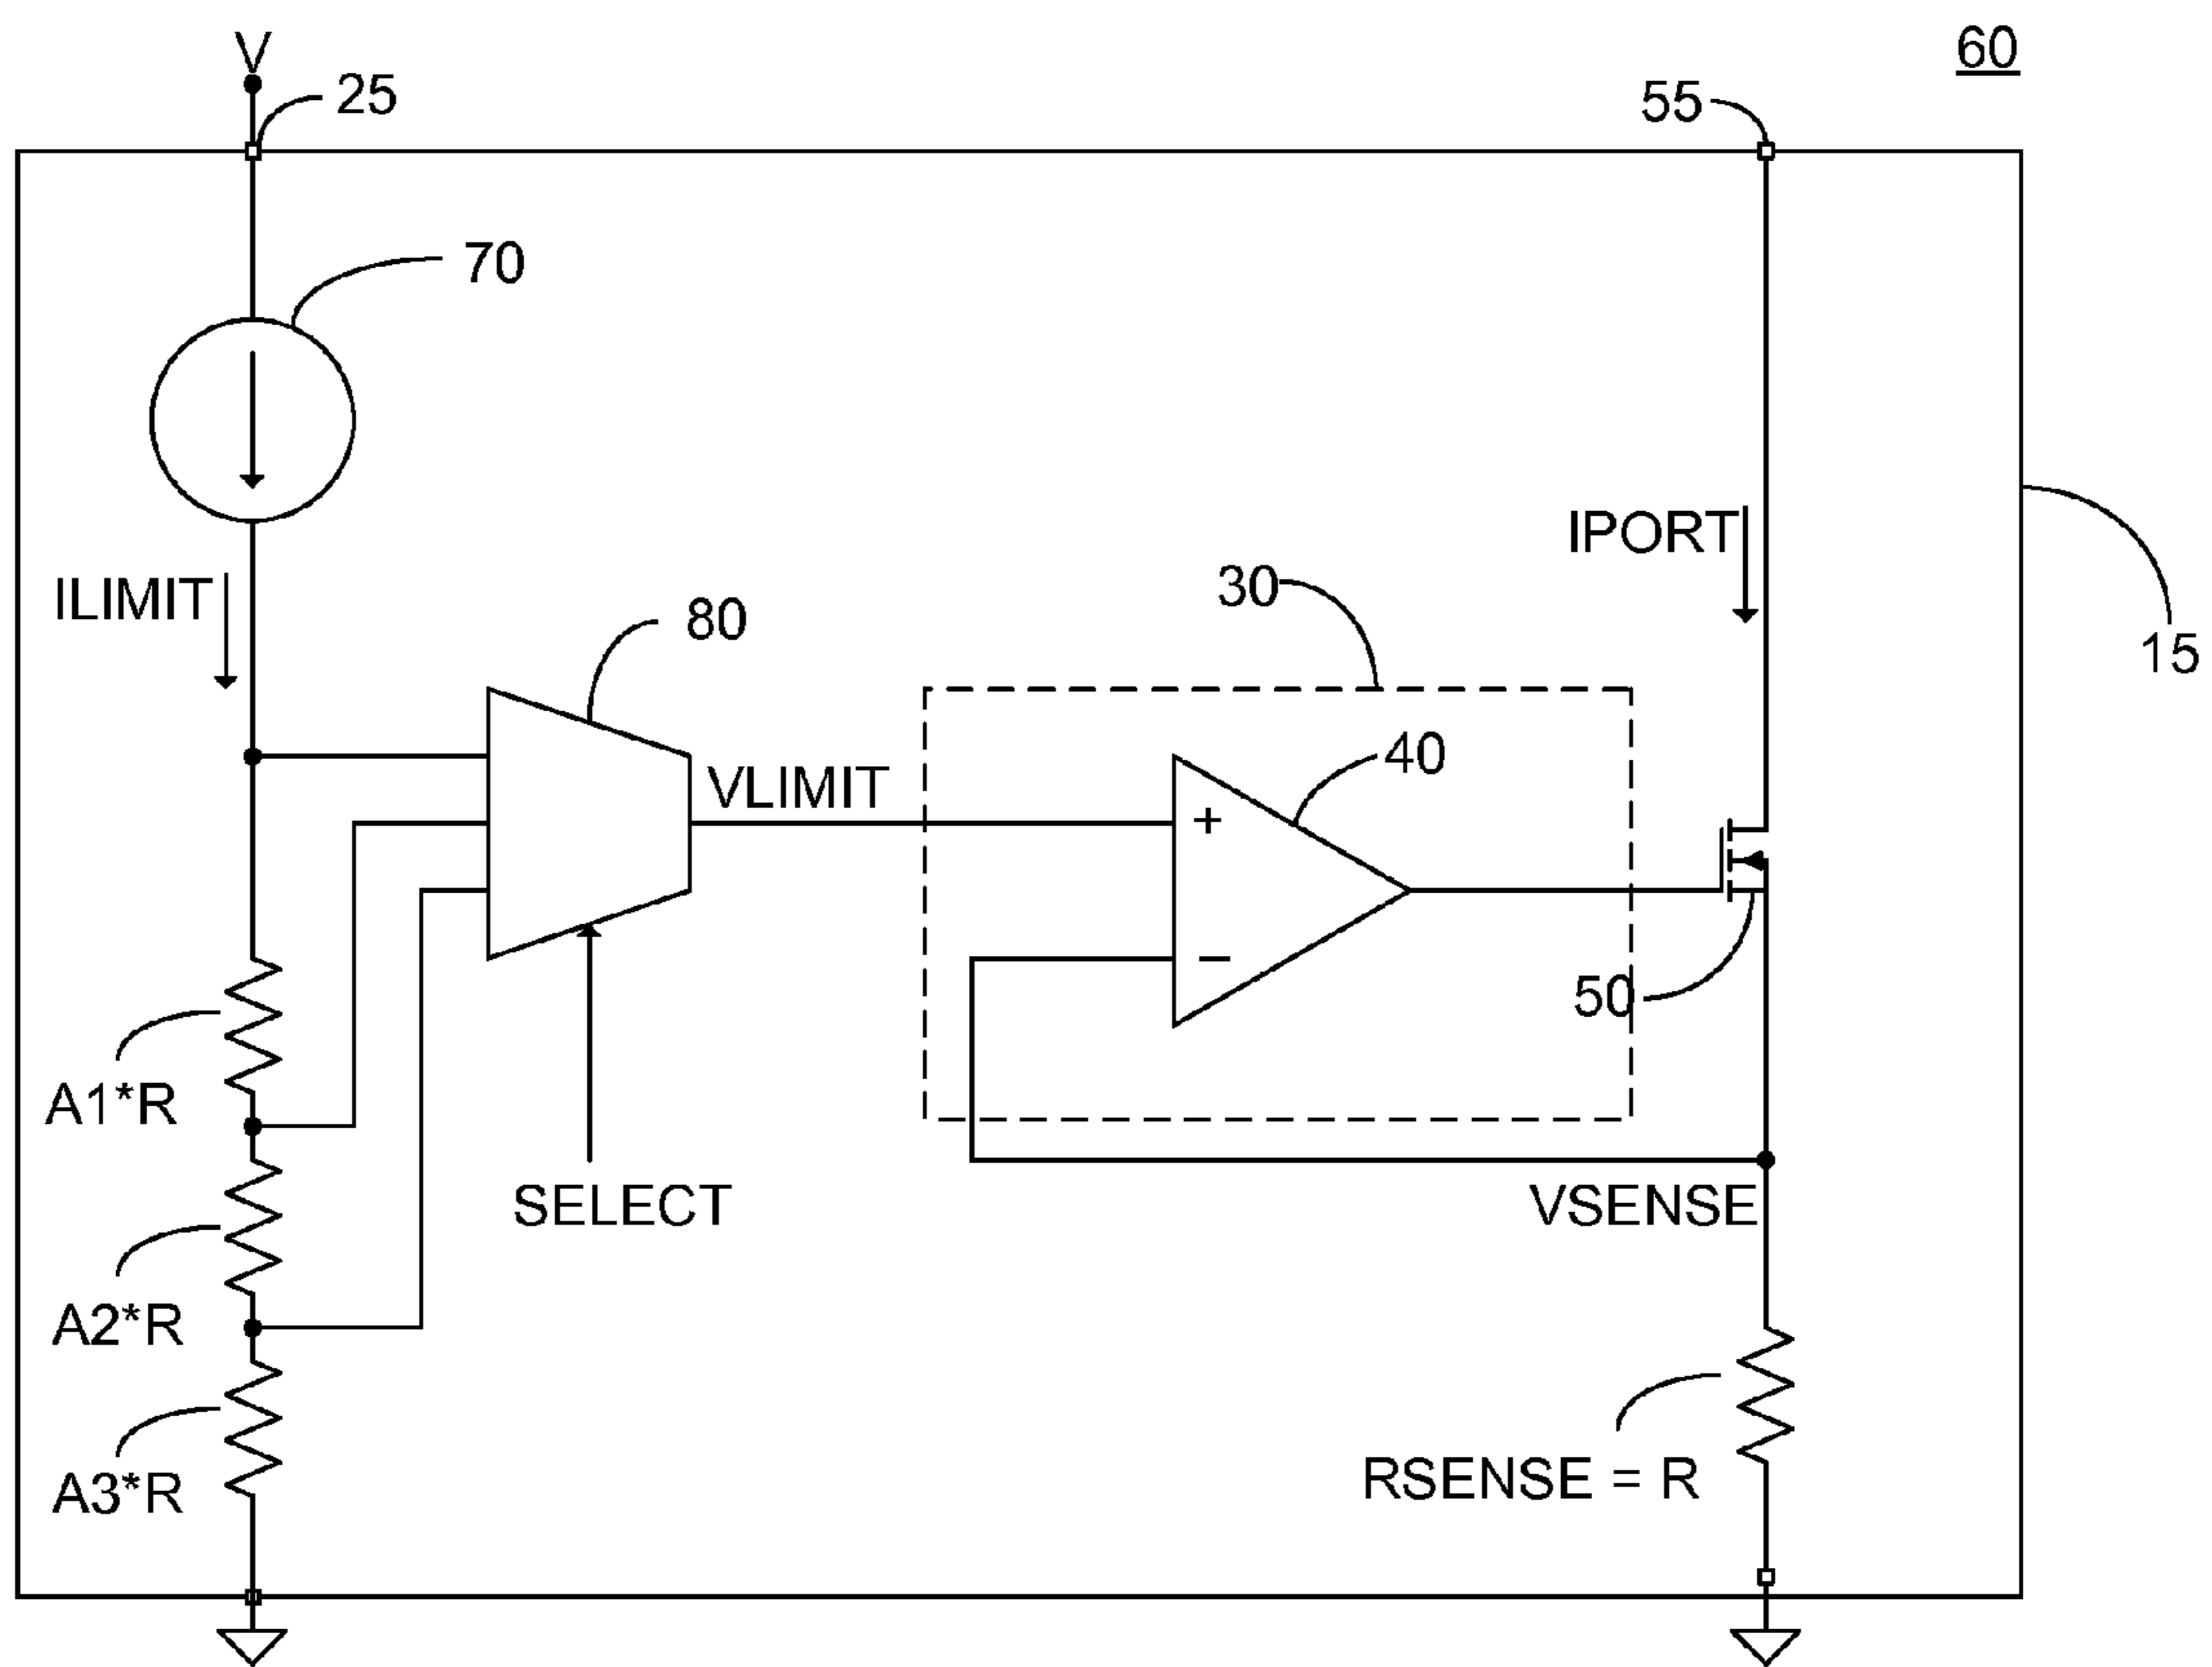 V
25
55
60
70
ILIMIT
IPORT
80
30
15
40
VLIMIT
+
−
50
A1*R
SELECT
VSENSE
A2*R
A3*R
RSENSE = R